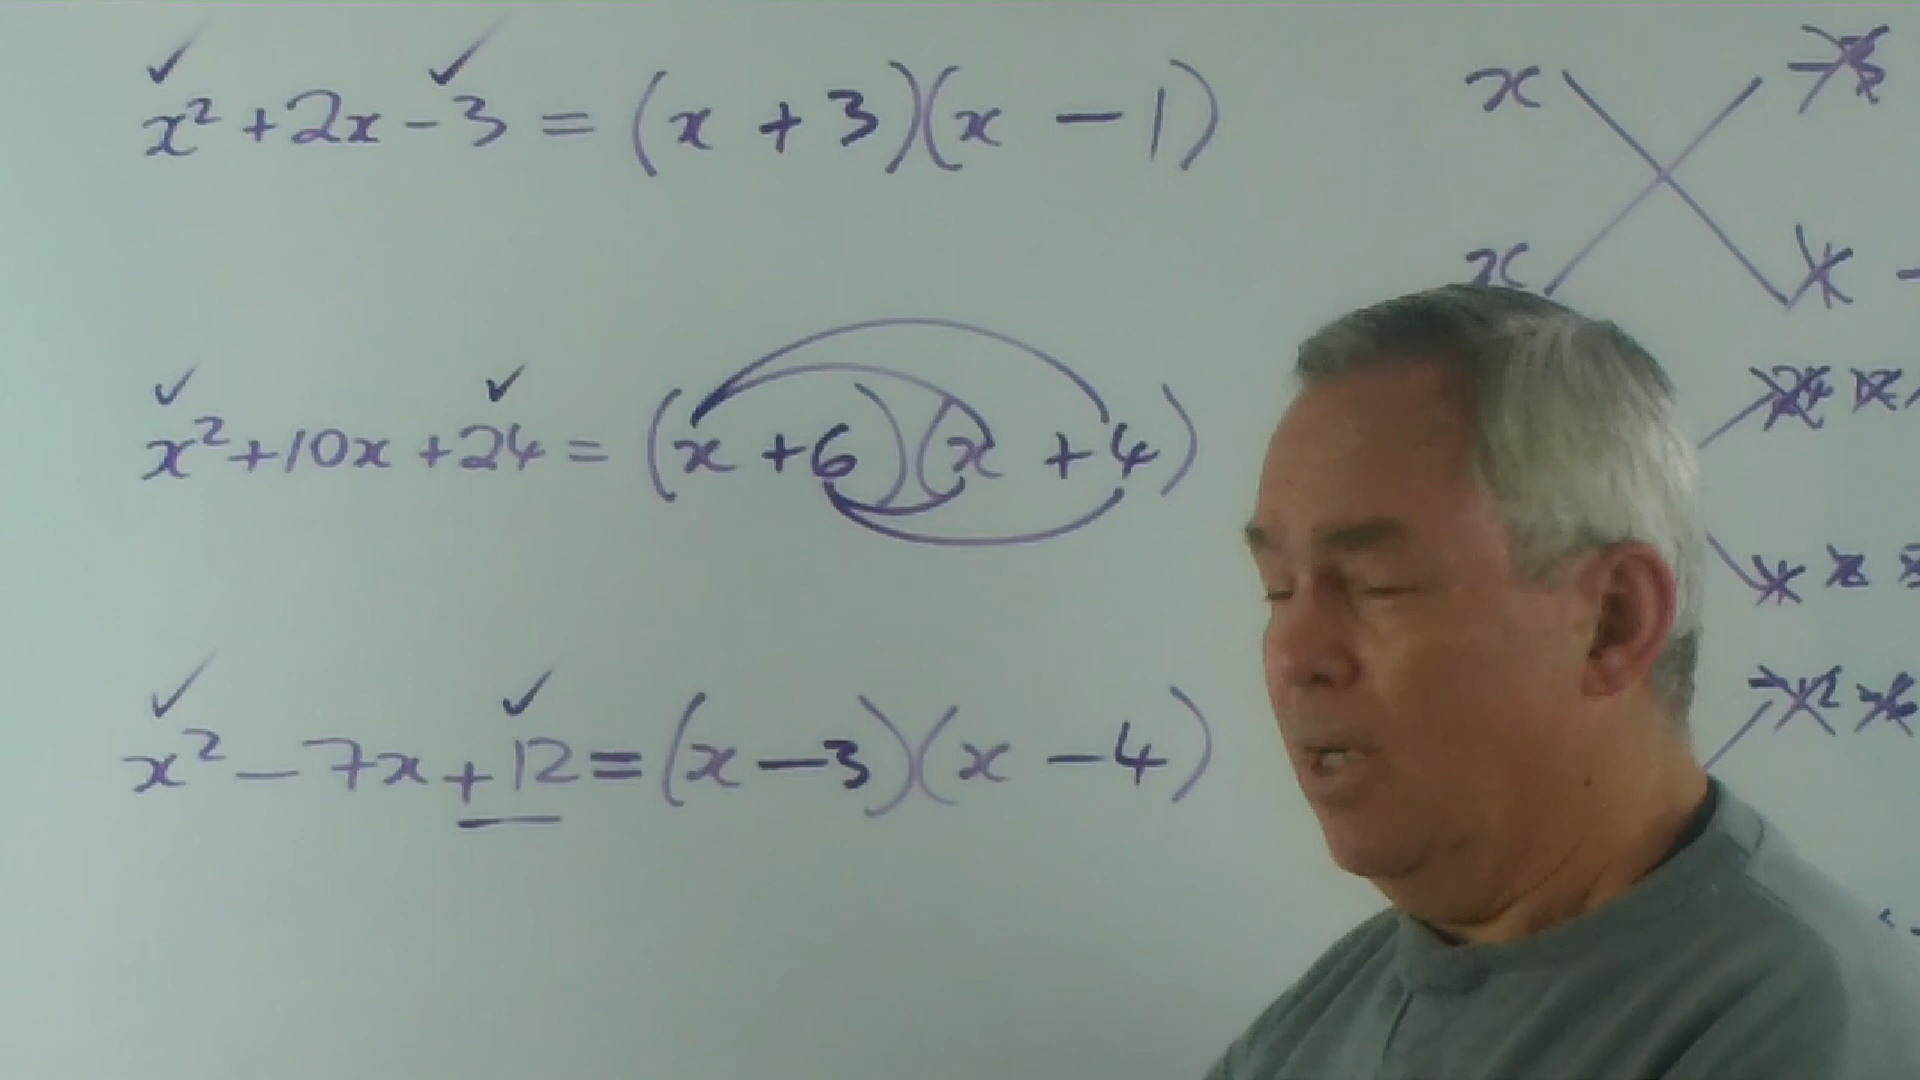 x² + 2x - 3 = (x + 3)(x - 1)
x
x
x² + 10x + 24 = (x + 6)(x + 4)
x² - 7x + 12 = (x - 3)(x - 4)